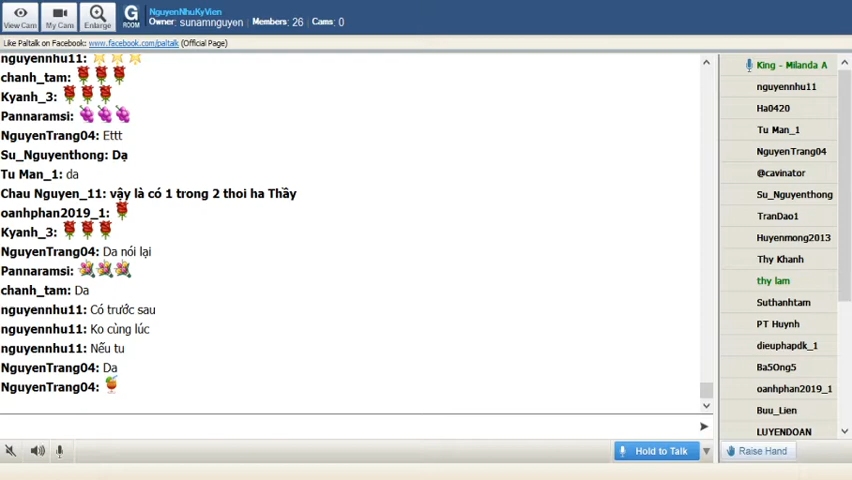 View Cam
My Cam
Enlarge
G
ROOM
NguyenNhuKyVien
Owner: sunamnguyen Members: 26 Cams: 0
Like Paltalk on Facebook: www.facebook.com/paltalk (Official Page)
nguyennhu11:
chanh_tam:
Kyanh_3:
Pannaramsi:
NguyenTrang04: Ettt
Su_Nguyenthong: Dạ
Tu Man_1: da
Chau Nguyen_11: vậy là có 1 trong 2 thoi ha Thầy
oanhphan2019_1:
Kyanh_3:
NguyenTrang04: Da nói lại
Pannaramsi:
chanh_tam: Da
nguyennhu11: Có trước sau
nguyennhu11: Ko cùng lúc
nguyennhu11: Nếu tu
NguyenTrang04: Da
NguyenTrang04:
Hold to Talk
King - Milanda A
nguyennhu11
Ha0420
Tu Man_1
NguyenTrang04
@cavinator
Su_Nguyenthong
TranDao1
Huyenmong2013
Thy Khanh
thy lam
Suthanhtam
PT Huynh
dieuphapdk_1
Ba5Ong5
oanhphan2019_1
Buu_Lien
LUYENDOAN
Raise Hand